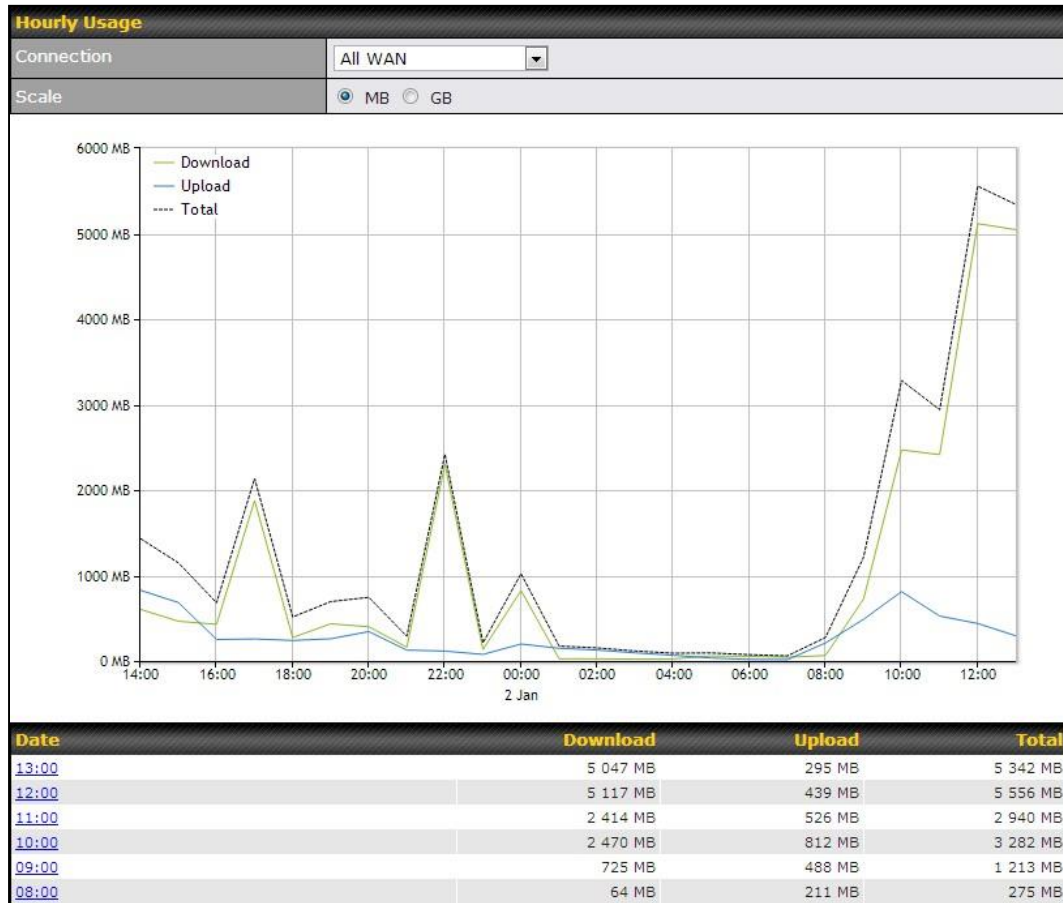 Hourly Usage
Connection All WAN
Scale MB GB
6000 MB
Download
Upload
Total
5000 MB
4000 MB
3000 MB
2000 MB
1000 MB
0 MB
14:00 16:00 18:00 20:00 22:00 00:00 02:00 04:00 06:00 08:00 10:00 12:00
2 Jan
Date Download Upload Total
13:00 5 047 MB 295 MB 5 342 MB
12:00 5 117 MB 439 MB 5 556 MB
11:00 2 414 MB 526 MB 2 940 MB
10:00 2 470 MB 812 MB 3 282 MB
09:00 725 MB 488 MB 1 213 MB
08:00 64 MB 211 MB 275 MB